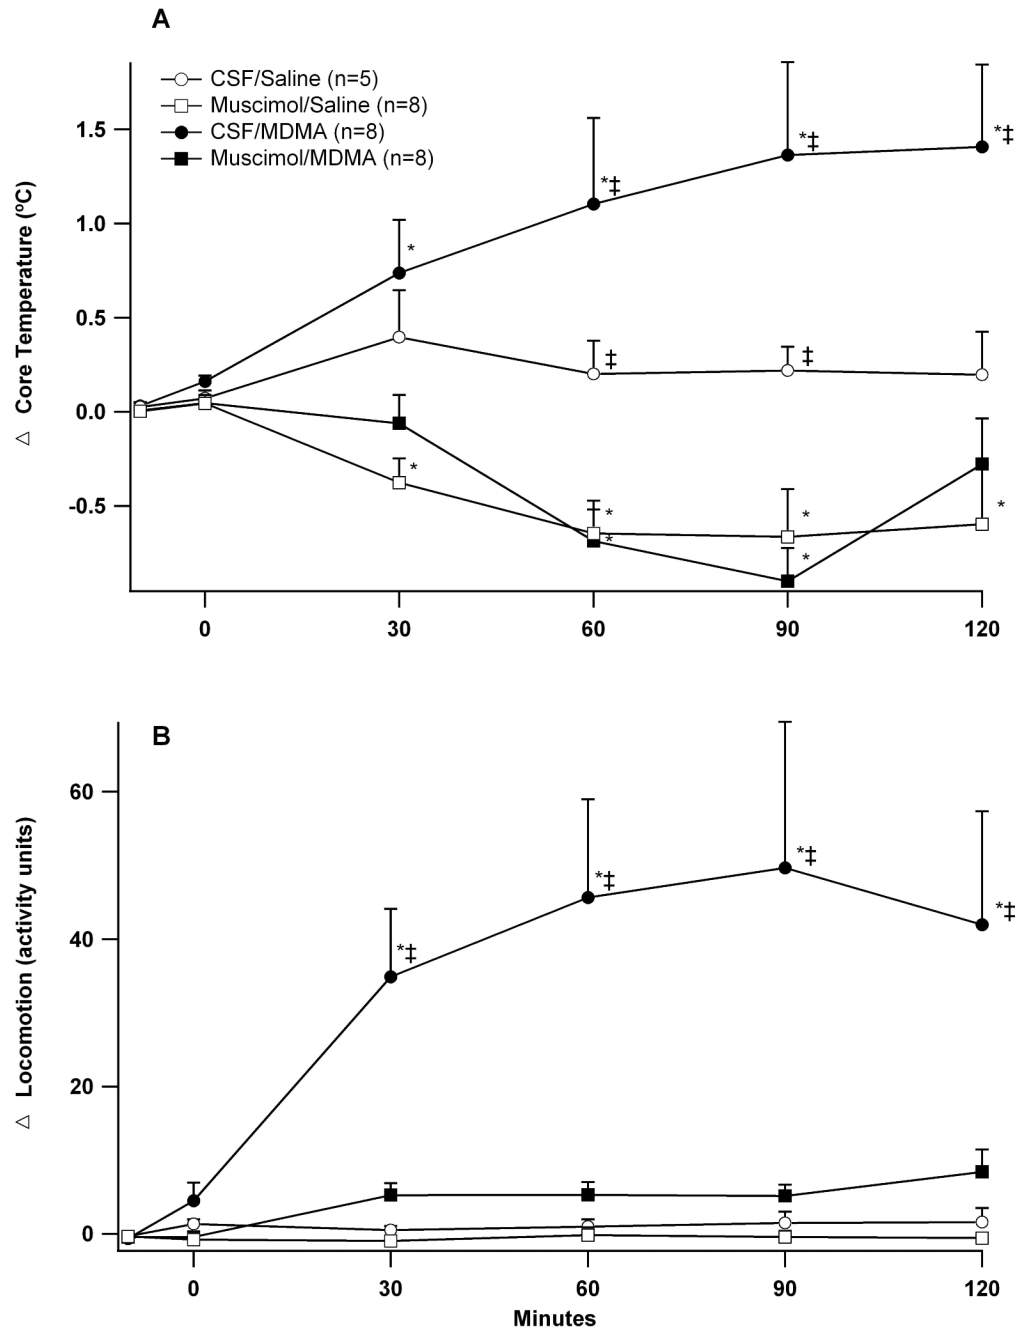 A
CSF/Saline (n=5)
Muscimol/Saline (n=8)
CSF/MDMA (n=8)
Muscimol/MDMA (n=8)
△ Core Temperature (ºC)
1.5
1.0
0.5
0.0
-0.5
*
*‡
*‡
*‡
‡
‡
*
*
*
*
*
*
0 30 60 90 120
B
△ Locomotion (activity units)
60
40
20
0
*‡
*‡
*‡
*‡
0 30 60 90 120
Minutes